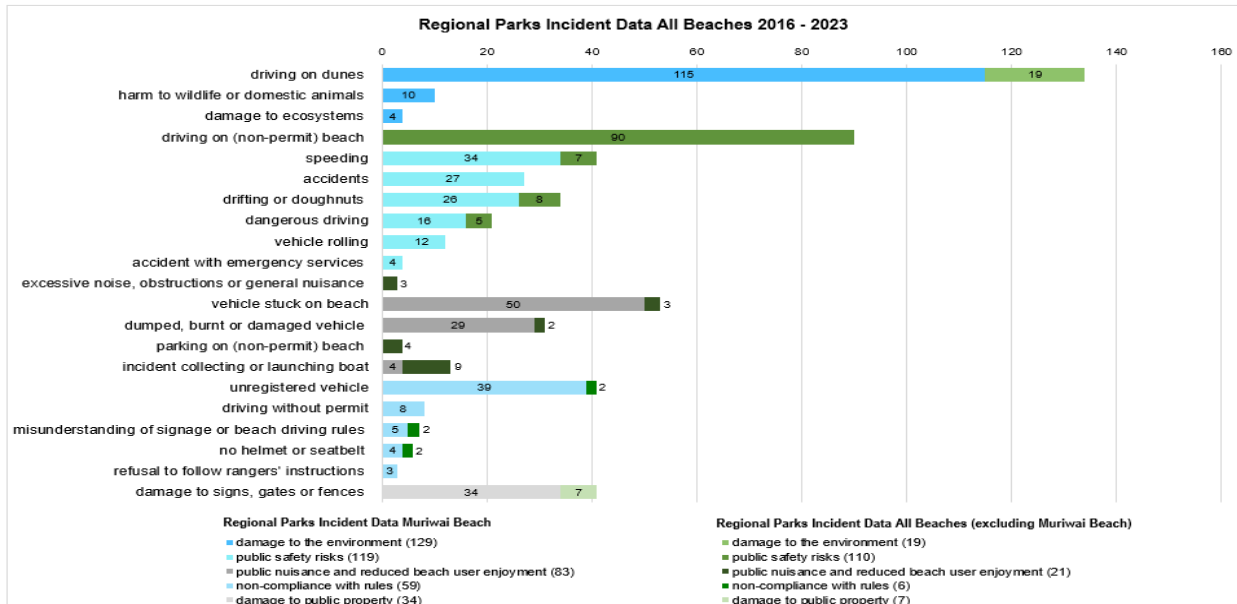 Regional Parks Incident Data All Beaches 2016 - 2023
0 20 40 60 80 100 120 140 160
driving on dunes 115 19
harm to wildlife or domestic animals 10
damage to ecosystems 4
driving on (non-permit) beach 90
speeding 34 7
accidents 27
drifting or doughnuts 26 8
dangerous driving 16 5
vehicle rolling 12
accident with emergency services 4
excessive noise, obstructions or general nuisance 3
vehicle stuck on beach 50 3
dumped, burnt or damaged vehicle 29 2
parking on (non-permit) beach 4
incident collecting or launching boat 4 9
unregistered vehicle 39 2
driving without permit 8
misunderstanding of signage or beach driving rules 5 2
no helmet or seatbelt 4 2
refusal to follow rangers' instructions 3
damage to signs, gates or fences 34 7
Regional Parks Incident Data Muriwai Beach
damage to the environment (129)
public safety risks (119)
public nuisance and reduced beach user enjoyment (83)
non-compliance with rules (59)
damage to public property (34)
Regional Parks Incident Data All Beaches (excluding Muriwai Beach)
damage to the environment (19)
public safety risks (110)
public nuisance and reduced beach user enjoyment (21)
non-compliance with rules (6)
damage to public property (7)